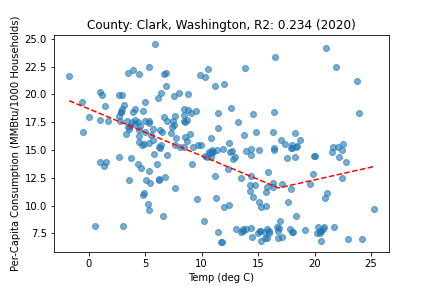 County: Clark, Washington, R2: 0.234 (2020)
Per-Capita Consumption (MMBtu/1000 Households)
25.0
22.5
20.0
17.5
15.0
12.5
10.0
7.5
0 5 10 15 20 25
Temp (deg C)